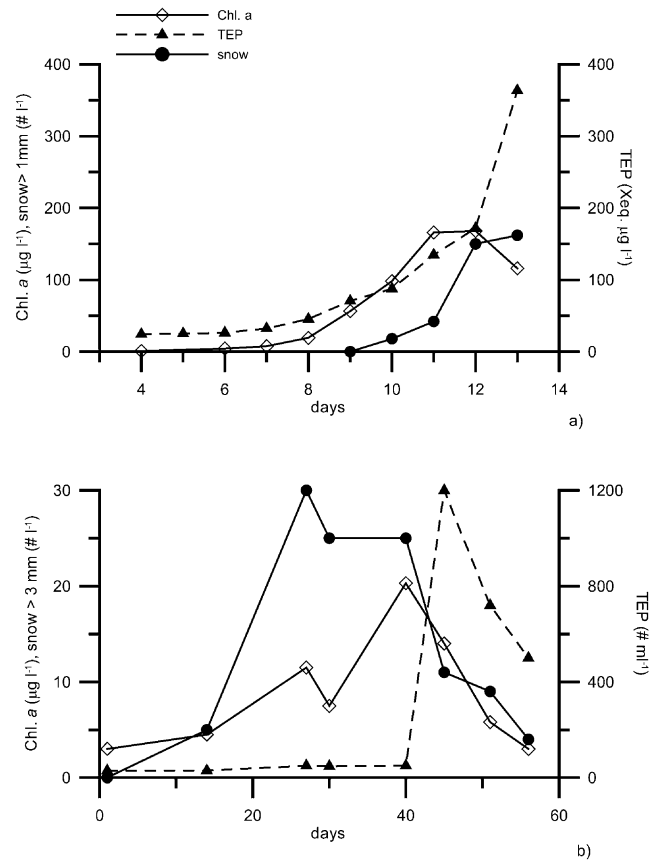 Chl. a
TEP
snow
400
300
200
100
0
400
300
200
100
0
Chl. a (µg l-1), snow> 1mm (# l-1)
TEP (Xeq. µg l-1)
4 6 8 10 12 14
days
a)
30
20
10
0
1200
800
400
0
Chl. a (µg l-1), snow > 3 mm (# l-1)
TEP (# ml-1)
0 20 40 60
days
b)